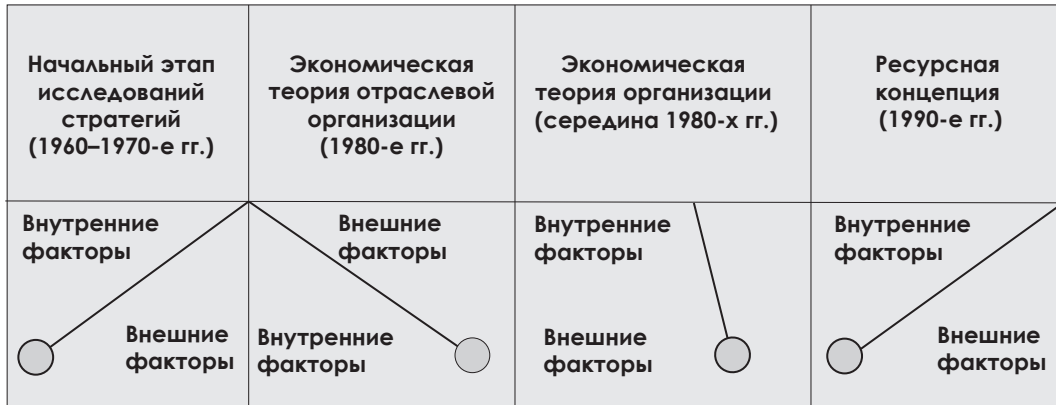 Начальный этап
исследований
стратегий
(1960–1970-е гг.)
Экономическая
теория отраслевой
организации
(1980-е гг.)
Экономическая
теория организации
(середина 1980-х гг.)
Ресурсная
концепция
(1990-е гг.)
Внутренние
факторы
Внешние
факторы
Внешние
факторы
Внутренние
факторы
Внутренние
факторы
Внешние
факторы
Внутренние
факторы
Внешние
факторы